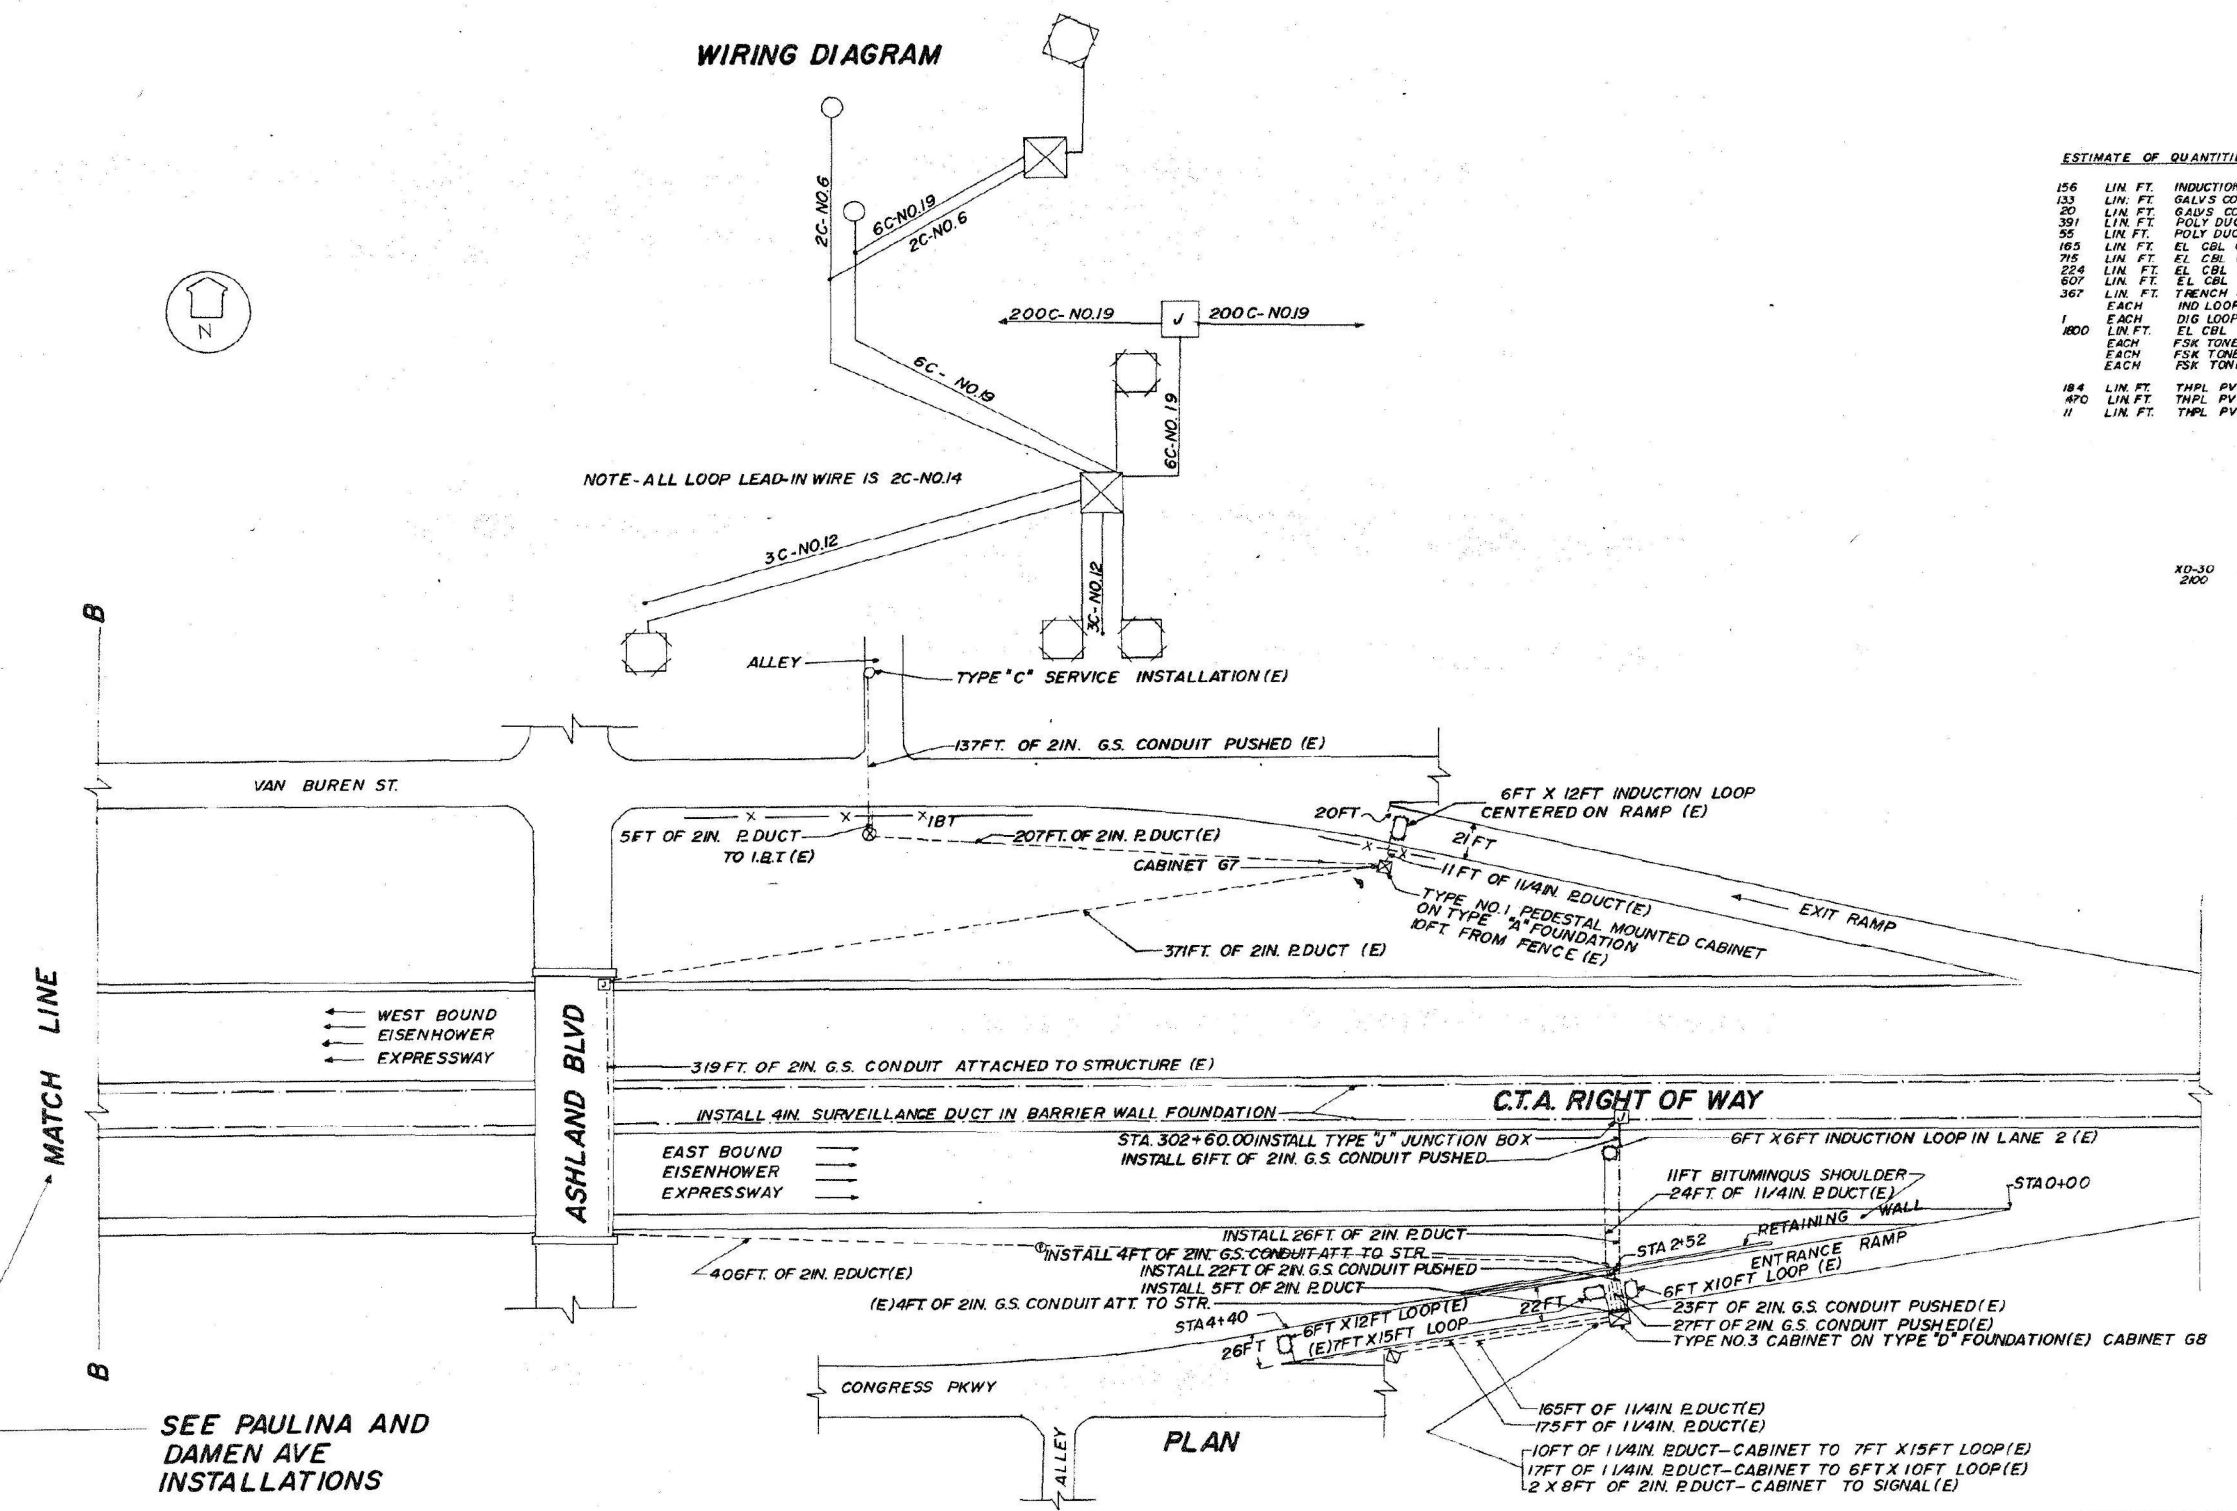 WIRING DIAGRAM
2C-NO.6
6C-NO.19
2C-NO.6
200C-NO.19
J
200C-NO.19
6C-NO.19
6C-NO.19
NOTE-ALL LOOP LEAD-IN WIRE IS 2C-NO.14
3C-NO.12
3C-NO.12
N
ESTIMATE OF QUANTITI
156 LIN. FT. INDUCTION
133 LIN. FT. GALVS CO
20 LIN. FT. GALVS CO
391 LIN. FT. POLY DUC
55 LIN. FT. POLY DUC
165 LIN. FT. EL CBL
715 LIN. FT. EL CBL
224 LIN. FT. EL CBL
607 LIN. FT. EL CBL
367 LIN. FT. TRENCH
EACH IND LOOP
1 EACH DIG LOOP
1800 LIN. FT. EL CBL
EACH FSK TONE
EACH FSK TONE
EACH FSK TONE
184 LIN. FT. THPL PV
470 LIN. FT. THPL PV
11 LIN. FT. THPL PV
XD-30
2100
B
B
MATCH LINE
ALLEY
TYPE "C" SERVICE INSTALLATION (E)
137FT. OF 2IN. G.S. CONDUIT PUSHED (E)
VAN BUREN ST.
IBT
5FT OF 2IN. P.DUCT
TO I.B.T (E)
207FT. OF 2IN. P.DUCT(E)
20FT
6FT X 12FT INDUCTION LOOP
CENTERED ON RAMP (E)
21FT
CABINET G7
11FT OF 11/4IN. P.DUCT(E)
TYPE NO.1 PEDESTAL MOUNTED CABINET
ON TYPE "A" FOUNDATION
10FT. FROM FENCE (E)
EXIT RAMP
371FT. OF 2IN. P.DUCT (E)
J
WEST BOUND
EISENHOWER
EXPRESSWAY
ASHLAND BLVD
319 FT. OF 2IN. G.S. CONDUIT ATTACHED TO STRUCTURE (E)
INSTALL 4IN. SURVEILLANCE DUCT IN BARRIER WALL FOUNDATION
C.T.A. RIGHT OF WAY
STA. 302+60.00 INSTALL TYPE "J" JUNCTION BOX
INSTALL 61FT. OF 2IN. G.S. CONDUIT PUSHED
J
6FT X 6FT INDUCTION LOOP IN LANE 2 (E)
EAST BOUND
EISENHOWER
EXPRESSWAY
11FT BITUMINOUS SHOULDER
24FT. OF 11/4IN. P.DUCT(E)
STA 0+00
RETAINING WALL
INSTALL 26FT. OF 2IN. P.DUCT
INSTALL 4FT OF 2IN. G.S. CONDUIT ATT. TO STR.
STA 2+52
ENTRANCE RAMP
INSTALL 22FT OF 2IN. G.S. CONDUIT PUSHED
INSTALL 5FT. OF 2IN. P.DUCT
406FT. OF 2IN. P.DUCT(E)
(E)4FT OF 2IN. G.S. CONDUIT ATT. TO STR.
6FT X 10FT LOOP (E)
22FT
STA 4+40
6FT X 12FT LOOP(E)
(E)7FT X 15FT LOOP
26FT
23FT OF 2IN. G.S. CONDUIT PUSHED(E)
27FT OF 2IN. G.S. CONDUIT PUSHED(E)
TYPE NO.3 CABINET ON TYPE "D" FOUNDATION(E) CABINET G8
CONGRESS PKWY
165FT OF 11/4IN. P.DUCT(E)
175FT OF 11/4IN. P.DUCT(E)
10FT OF 1 1/4IN. P.DUCT-CABINET TO 7FT X 15FT LOOP(E)
17FT OF 1 1/4IN. P.DUCT-CABINET TO 6FT X 10FT LOOP(E)
2 X 8FT OF 2IN. P.DUCT-CABINET TO SIGNAL(E)
ALLEY
PLAN
SEE PAULINA AND
DAMEN AVE
INSTALLATIONS